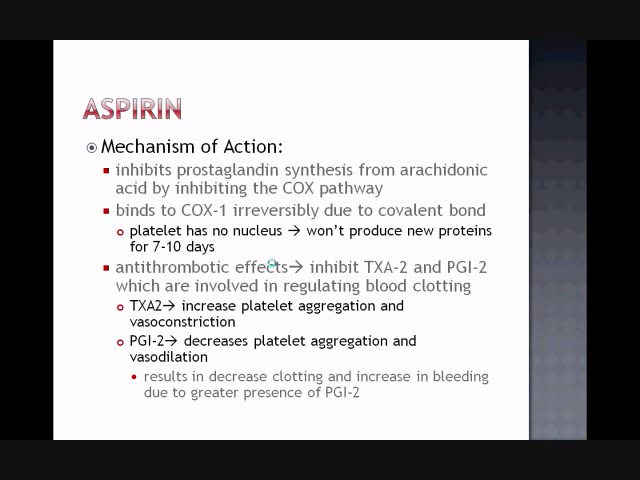 ASPIRIN
Mechanism of Action:
inhibits prostaglandin synthesis from arachidonic
acid by inhibiting the COX pathway
binds to COX-1 irreversibly due to covalent bond
platelet has no nucleus → won't produce new proteins
for 7-10 days
antithrombotic effects→ inhibit TXA-2 and PGI-2
which are involved in regulating blood clotting
TXA2→ increase platelet aggregation and
vasoconstriction
PGI-2→ decreases platelet aggregation and
vasodilation
results in decrease clotting and increase in bleeding
due to greater presence of PGI-2